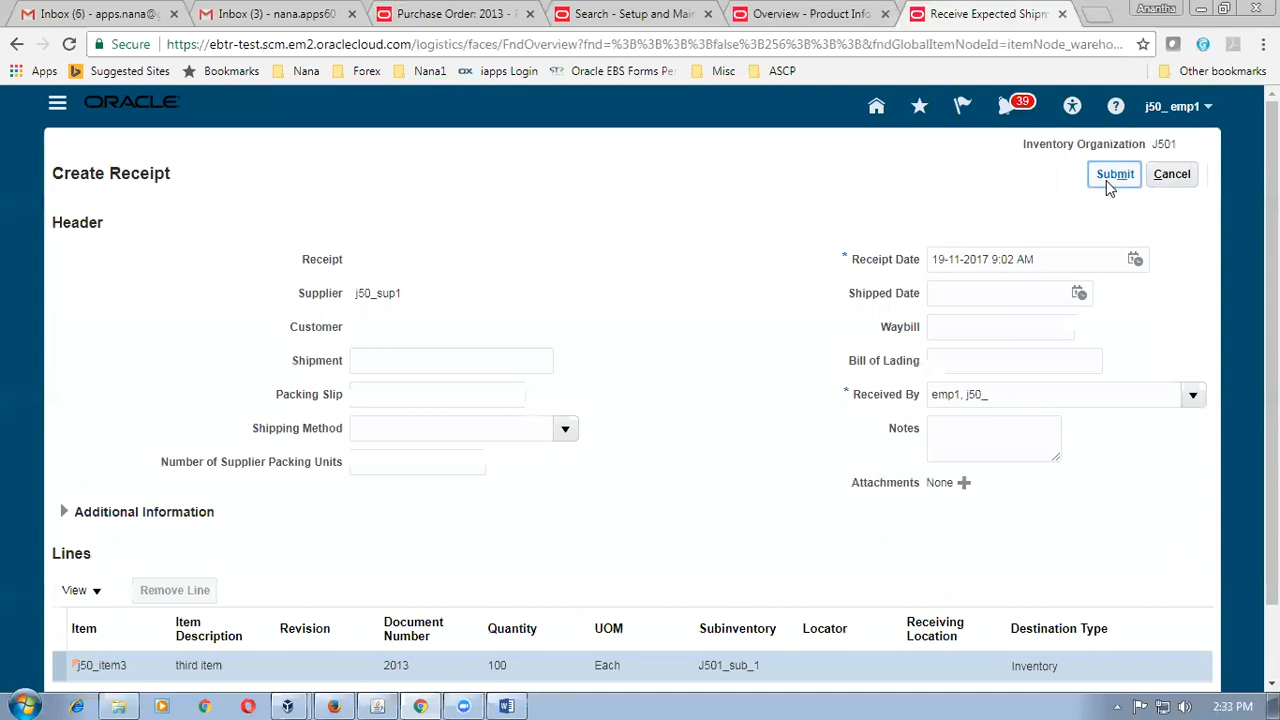 Inbox (6) - appsnana@g
Inbox (3) - nana.apps60
Purchase Order: 2013 - F
Search - Setup and Main
Overview - Product Info
Receive Expected Shipm
Anantha
Secure
https://ebtr-test.scm.em2.oraclecloud.com/logistics/faces/FndOverview?fnd=%3B%3B%3B%3Bfalse%3B256%3B%3B%3B&fndGlobalItemNodeId=itemNode_wareho...
Apps
Suggested Sites
Bookmarks
Nana
Forex
Nana1
iapps Login
Oracle EBS Forms Per
Misc
ASCP
Other bookmarks
ORACLE
39
j50_ emp1
Inventory Organization J501
Create Receipt
Submit
Cancel
Header
Receipt
Supplier j50_sup1
Customer
Shipment
Packing Slip
Shipping Method
Number of Supplier Packing Units
* Receipt Date 19-11-2017 9:02 AM
Shipped Date
Waybill
Bill of Lading
* Received By emp1, j50_
Notes
Attachments None
Additional Information
Lines
View
Remove Line
Item
Item Description
Revision
Document Number
Quantity
UOM
Subinventory
Locator
Receiving Location
Destination Type
j50_item3 third item 2013 100 Each J501_sub_1 Inventory
2:33 PM